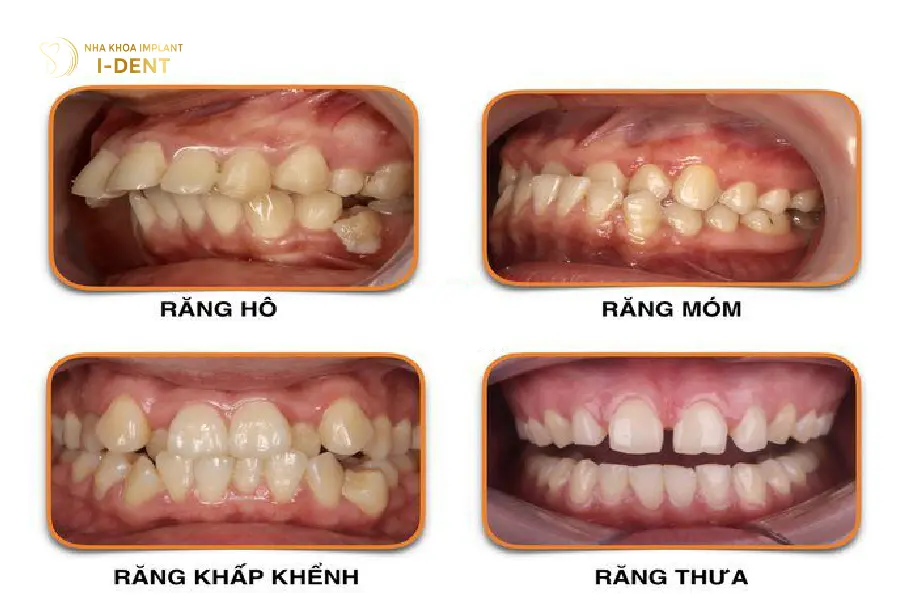 NHA KHOA IMPLANT
I-DENT
RĂNG HÔ
RĂNG MÓM
RĂNG KHẤP KHỂNH
RĂNG THƯA